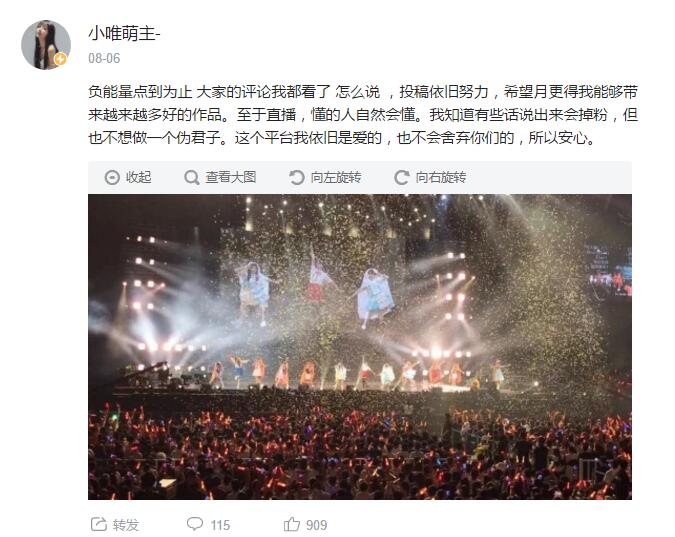 小唯萌主-
08-06
负能量点到为止 大家的评论我都看了 怎么说 ，投稿依旧努力，希望月更得我能够带
来越来越多好的作品。至于直播，懂的人自然会懂。我知道有些话说出来会掉粉，但
也不想做一个伪君子。这个平台我依旧是爱的，也不会舍弃你们的，所以安心。
收起 查看大图 向左旋转 向右旋转
转发 115 909